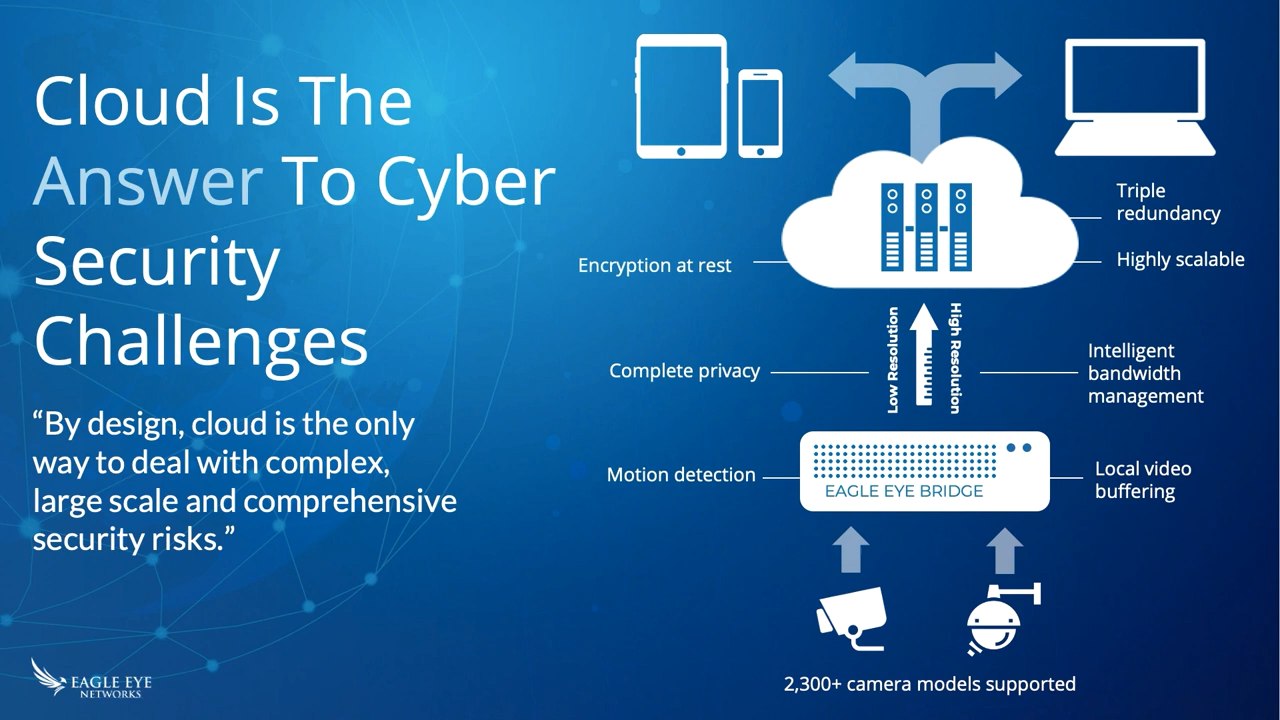 Cloud Is The
Answer To Cyber
Security
Challenges
“By design, cloud is the only
way to deal with complex,
large scale and comprehensive
security risks.”
EAGLE EYE
NETWORKS
Triple
redundancy
Encryption at rest
Highly scalable
Low Resolution
High Resolution
Complete privacy
Intelligent
bandwidth
management
Motion detection
EAGLE EYE BRIDGE
Local video
buffering
2,300+ camera models supported